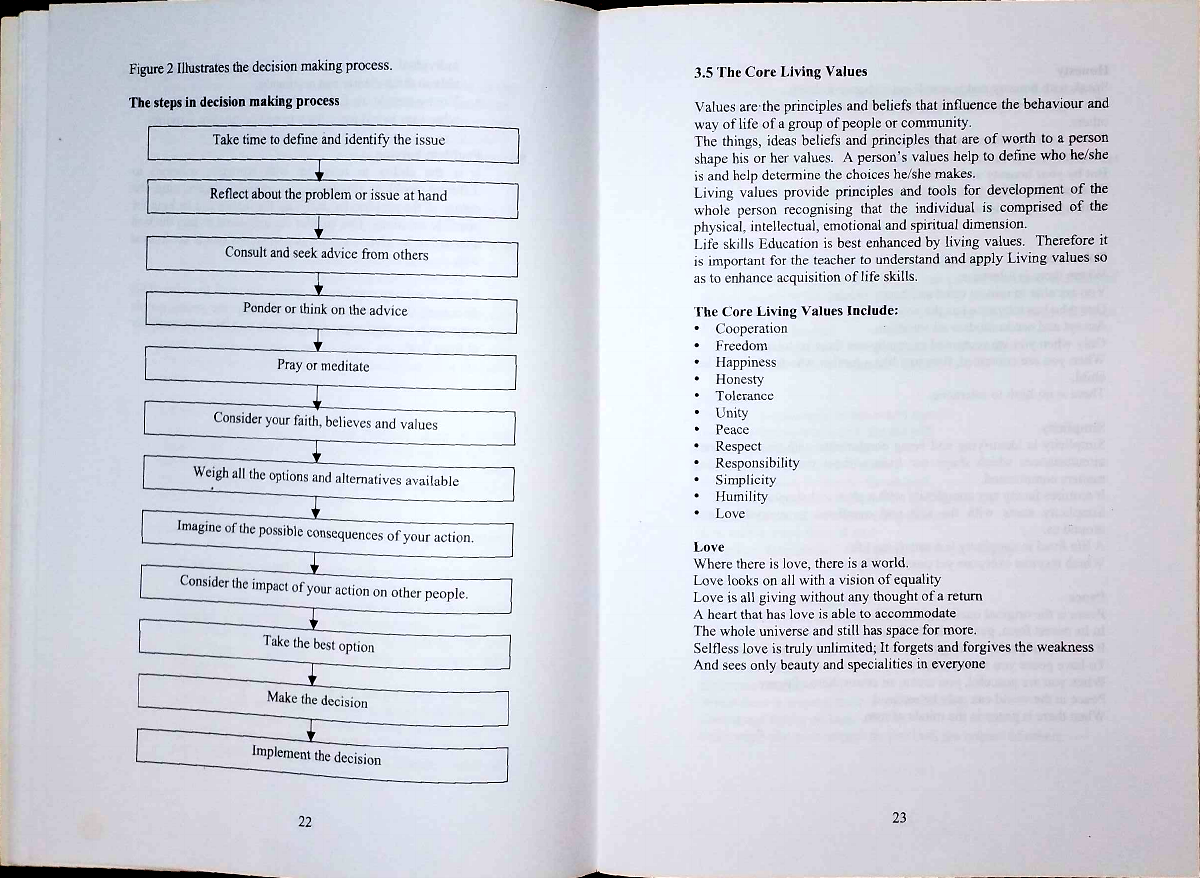 Figure 2 Illustrates the decision making process.
The steps in decision making process
Take time to define and identify the issue
Reflect about the problem or issue at hand
Consult and seek advice from others
Ponder or think on the advice
Pray or meditate
Consider your faith, believes and values
Weigh all the options and alternatives available
Imagine of the possible consequences of your action.
Consider the impact of your action on other people.
Take the best option
Make the decision
Implement the decision
22
3.5 The Core Living Values
Values are the principles and beliefs that influence the behaviour and
way of life of a group of people or community.
The things, ideas beliefs and principles that are of worth to a person
shape his or her values. A person's values help to define who he/she
is and help determine the choices he/she makes.
Living values provide principles and tools for development of the
whole person recognising that the individual is comprised of the
physical, intellectual, emotional and spiritual dimension.
Life skills Education is best enhanced by living values. Therefore it
is important for the teacher to understand and apply Living values so
as to enhance acquisition of life skills.
The Core Living Values Include:
• Cooperation
• Freedom
• Happiness
• Honesty
• Tolerance
• Unity
• Peace
• Respect
• Responsibility
• Simplicity
• Humility
• Love
Love
Where there is love, there is a world.
Love looks on all with a vision of equality
Love is all giving without any thought of a return
A heart that has love is able to accommodate
The whole universe and still has space for more.
Selfless love is truly unlimited; It forgets and forgives the weakness
And sees only beauty and specialities in everyone
23